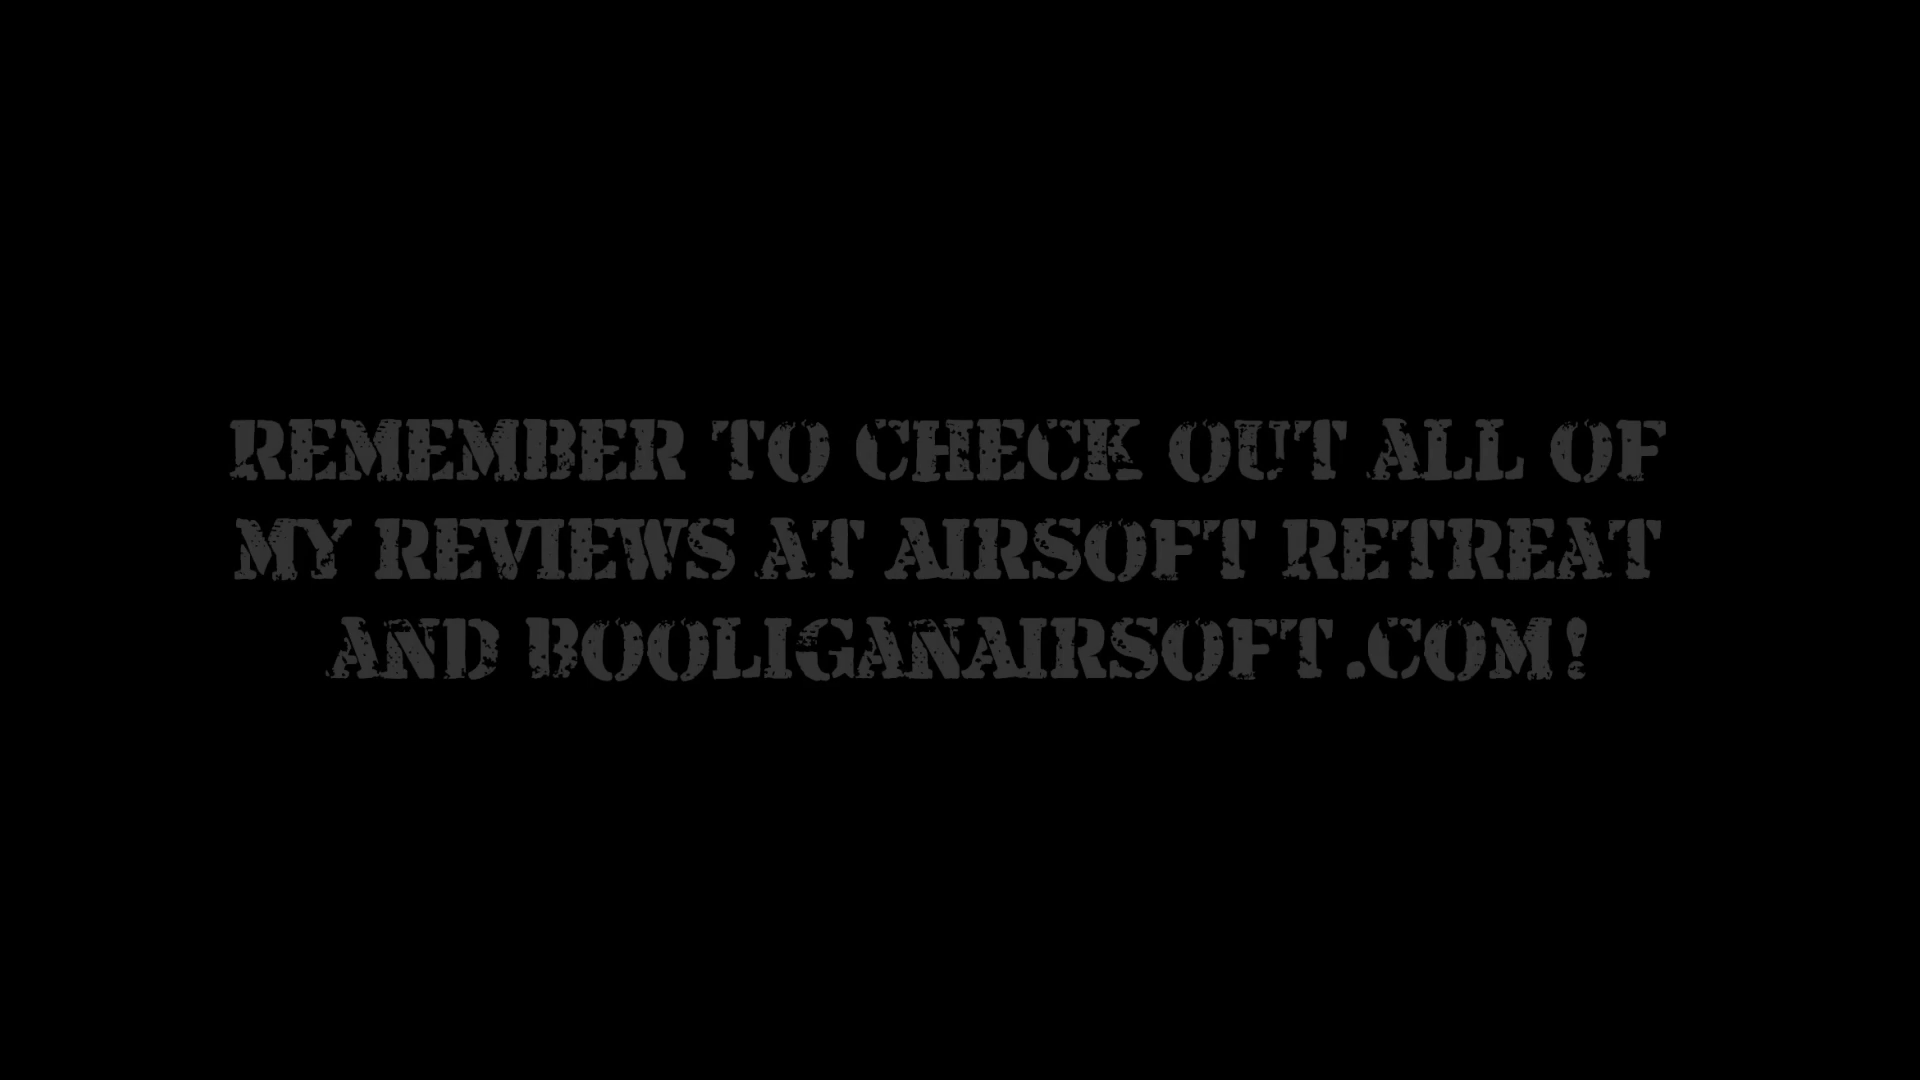 REMEMBER TO CHECK OUT ALL OF
MY REVIEWS AT AIRSOFT RETREAT
AND BOOLIGANAIRSOFT.COM!